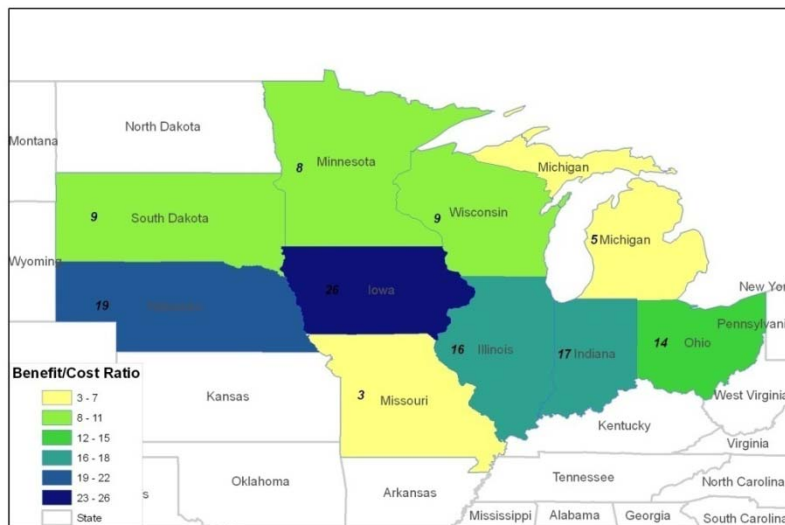 North Dakota
Montana
8
Minnesota
Michigan
9
South Dakota
9
Wisconsin
5
Michigan
Wyoming
26
Iowa
New York
19
Nebraska
Pennsylvani
16
Illinois
17
Indiana
14
Ohio
Benefit/Cost Ratio
3 - 7
8 - 11
12 - 15
16 - 18
19 - 22
23 - 26
State
Kansas
3
Missouri
West Virginia
Kentucky
Virginia
Oklahoma
Arkansas
Tennessee
North Carolina
Mississippi
Alabama
Georgia
South Carolina